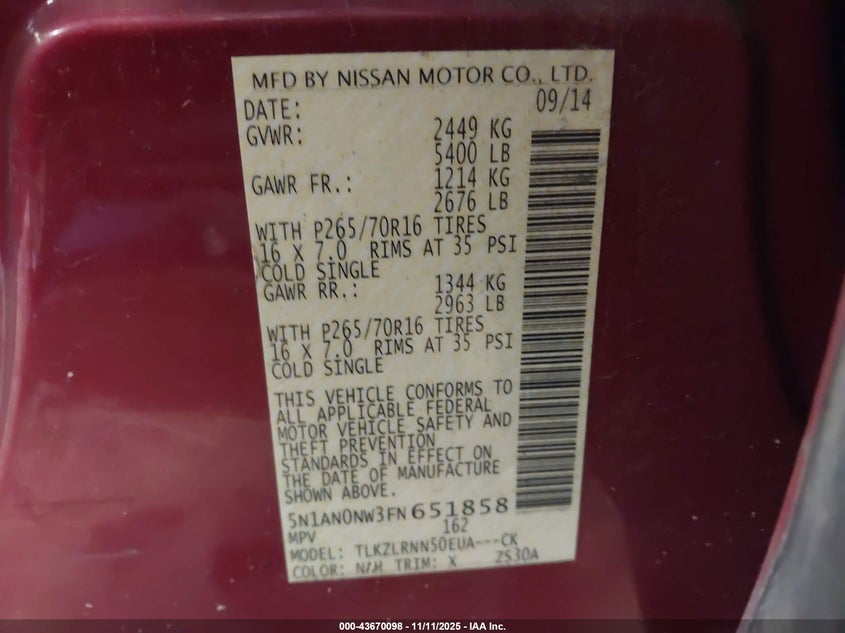 MFD BY NISSAN MOTOR CO., LTD.
DATE: 09/14
GVWR: 2449 KG
5400 LB
GAWR FR.: 1214 KG
2676 LB
WITH P265/70R16 TIRES
16 X 7.0 RIMS AT 35 PSI
COLD SINGLE
GAWR RR.: 1344 KG
2963 LB
WITH P265/70R16 TIRES
16 X 7.0 RIMS AT 35 PSI
COLD SINGLE
THIS VEHICLE CONFORMS TO
ALL APPLICABLE FEDERAL
MOTOR VEHICLE SAFETY AND
THEFT PREVENTION
STANDARDS IN EFFECT ON
THE DATE OF MANUFACTURE
SHOWN ABOVE.
5N1AN0NW3FN651858
MPV 162
MODEL: TLKZLRNN50EUA---CK
COLOR: NAH TRIM: X ZS30A
000-43670098 - 11/11/2025 - IAA Inc.